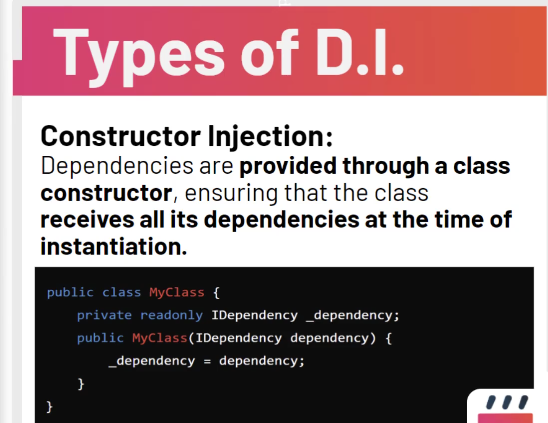 Types of D.I.
Constructor Injection:
Dependencies are provided through a class
constructor, ensuring that the class
receives all its dependencies at the time of
instantiation.
public class MyClass {
    private readonly IDependency _dependency;
    public MyClass(IDependency dependency) {
        _dependency = dependency;
    }
}